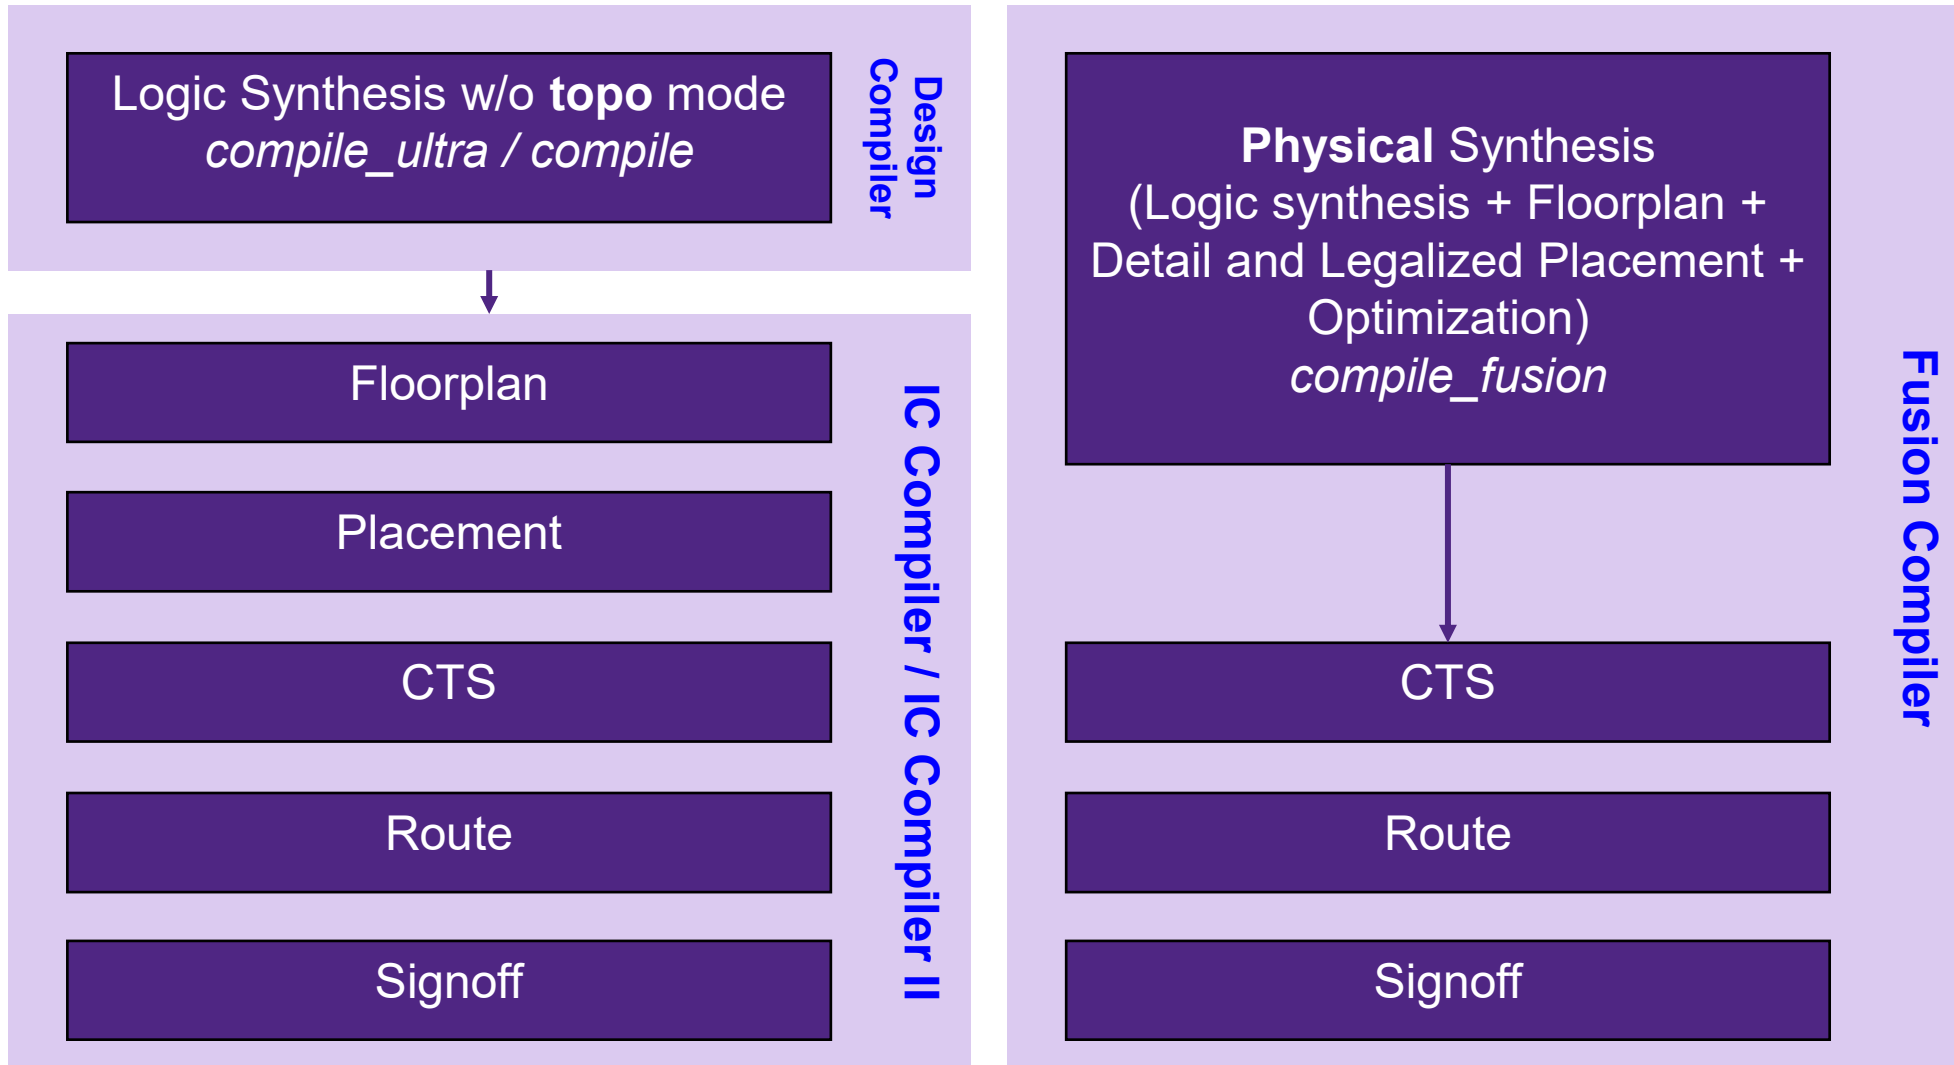 Logic Synthesis w/o topo mode
compile_ultra / compile
Design
Compiler
Floorplan
Placement
CTS
Route
Signoff
IC Compiler / IC Compiler II
Physical Synthesis
(Logic synthesis + Floorplan +
Detail and Legalized Placement +
Optimization)
compile_fusion
CTS
Route
Signoff
Fusion Compiler